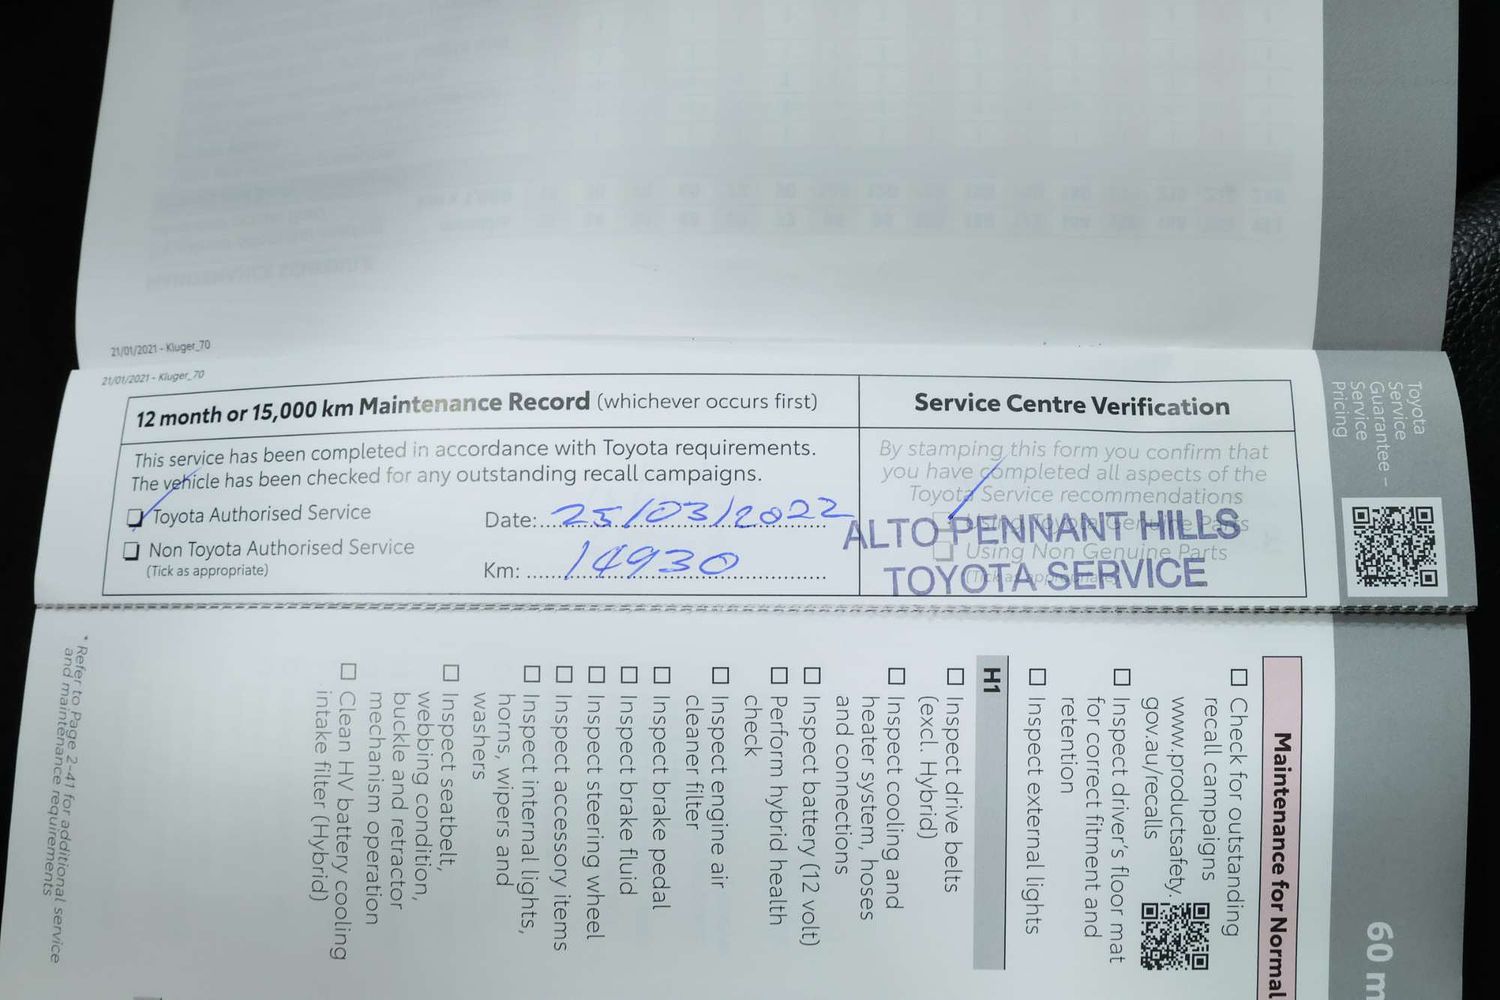 21/01/2021 - Kluger_70
21/01/2021 - Kluger_70
12 month or 15,000 km Maintenance Record (whichever occurs first)
This service has been completed in accordance with Toyota requirements.
The vehicle has been checked for any outstanding recall campaigns.
Toyota Authorised Service
Non Toyota Authorised Service
(Tick as appropriate)
Date: 25/03/2022
Km: 14930
Service Centre Verification
By stamping this form you confirm that
you have completed all aspects of the
Toyota Service recommendations
Using Toyota Genuine Parts
Using Non Genuine Parts
(Tick as appropriate)
ALTO PENNANT HILLS
TOYOTA SERVICE
Toyota
Service
Guarantee –
Service
Pricing
60 m
Maintenance for Normal
Check for outstanding
recall campaigns
www.productsafety.
gov.au/recalls
Inspect driver's floor mat
for correct fitment and
retention
Inspect external lights
H1
Inspect drive belts
(excl. Hybrid)
Inspect cooling and
heater system, hoses
and connections
Inspect battery (12 volt)
Perform hybrid health
check
Inspect engine air
cleaner filter
Inspect brake pedal
Inspect brake fluid
Inspect steering wheel
Inspect accessory items
Inspect internal lights,
horns, wipers and
washers
Inspect seatbelt,
webbing condition,
buckle and retractor
mechanism operation
Clean HV battery cooling
intake filter (Hybrid)
* Refer to Page 2-41 for additional service
and maintenance requirements